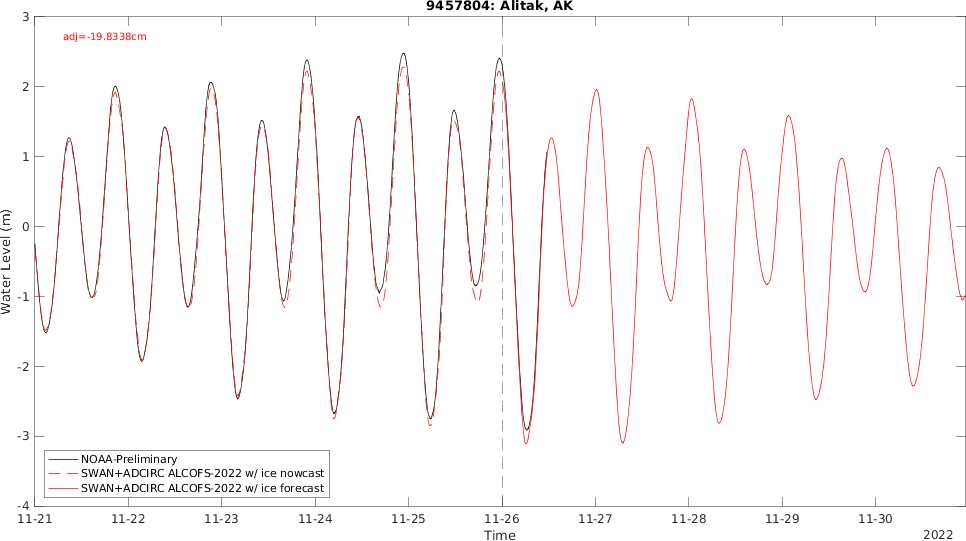 9457804: Alitak, AK
adj=-19.8338cm
3
2
1
0
-1
-2
-3
-4
Water Level (m)
NOAA-Preliminary
SWAN+ADCIRC ALCOFS-2022 w/ ice nowcast
SWAN+ADCIRC ALCOFS-2022 w/ ice forecast
11-21 11-22 11-23 11-24 11-25 11-26 11-27 11-28 11-29 11-30
Time
2022